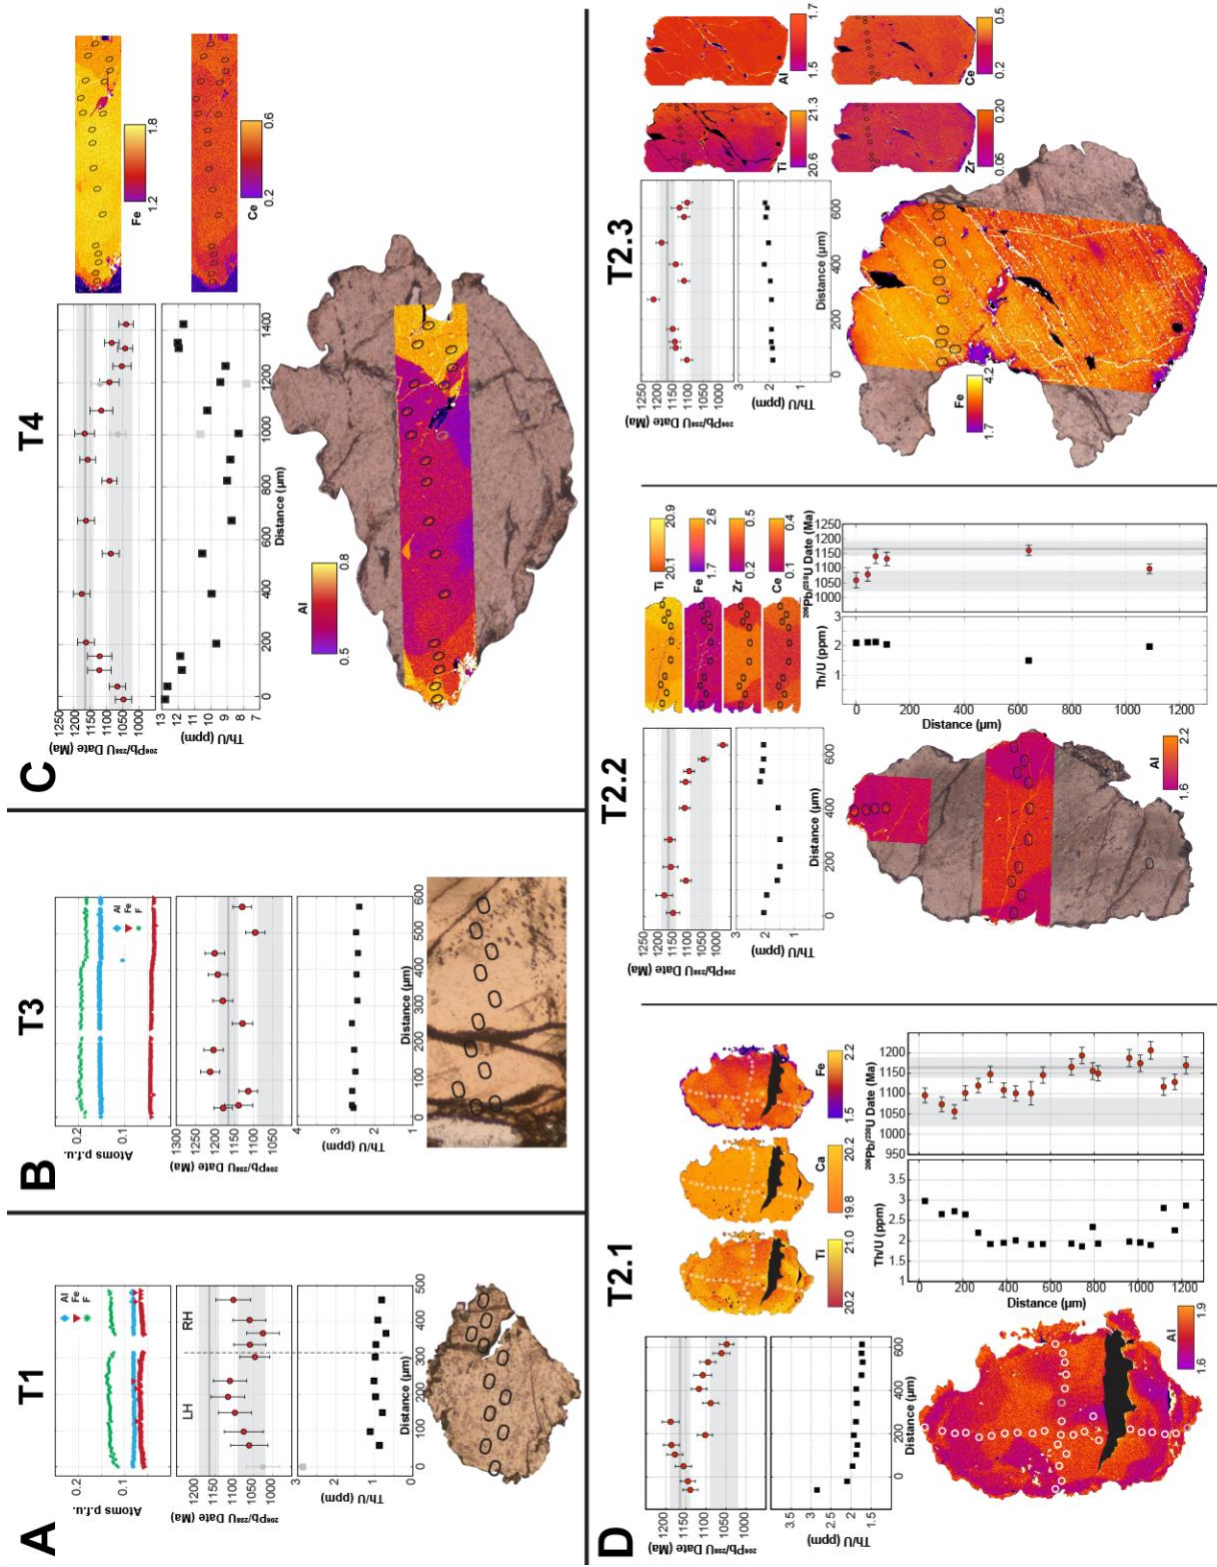 A
T1
Atoms p.f.u.
0.2
0.1
Al
Fe
F
²⁰⁶Pb/²³⁸U Date (Ma)
1200
1150
1100
1050
1000
LH
RH
Th/U (ppm)
3
2
1
0
0
100
200
300
400
500
Distance (µm)
B
T3
Atoms p.f.u.
0.2
0.1
Al
Fe
F
²⁰⁶Pb/²³⁸U Date (Ma)
1300
1250
1200
1150
1100
1050
Th/U (ppm)
4
3
2
1
0
100
200
300
400
500
600
Distance (µm)
C
T4
²⁰⁶Pb/²³⁸U Date (Ma)
1250
1200
1150
1100
1050
1000
Th/U (ppm)
13
12
11
10
9
8
7
0
200
400
600
800
1000
1200
1400
Distance (µm)
Fe
1.2
1.8
Ce
0.2
0.6
Al
0.5
0.8
D
T2.1
²⁰⁶Pb/²³⁸U Date (Ma)
1200
1150
1100
1050
1000
Th/U (ppm)
3.5
3
2.5
2
1.5
0
200
400
600
Distance (µm)
Ti
20.2
21.0
Ca
19.8
20.2
Fe
1.5
2.2
Al
1.6
1.9
²⁰⁶Pb/²³⁸U Date (Ma)
1200
1150
1100
1050
1000
950
Th/U (ppm)
3.5
3
2.5
2
1.5
1
0
200
400
600
800
1000
1200
Distance (µm)
T2.2
²⁰⁶Pb/²³⁸U Date (Ma)
1250
1200
1150
1100
1050
1000
Th/U (ppm)
3
2
1
0
200
400
600
Distance (µm)
Ti
20.1
20.9
Fe
1.7
2.6
Zr
0.2
0.5
Ce
0.1
0.4
Al
1.6
2.2
²⁰⁶Pb/²³⁸U Date (Ma)
1250
1200
1150
1100
1050
1000
Th/U (ppm)
3
2
1
0
200
400
600
800
1000
1200
Distance (µm)
T2.3
²⁰⁶Pb/²³⁸U Date (Ma)
1250
1200
1150
1100
1050
1000
Th/U (ppm)
3
2
1
0
200
400
600
Distance (µm)
Ti
20.6
21.3
Al
1.5
1.7
Zr
0.05
0.20
Ce
0.2
0.5
Fe
1.7
4.2